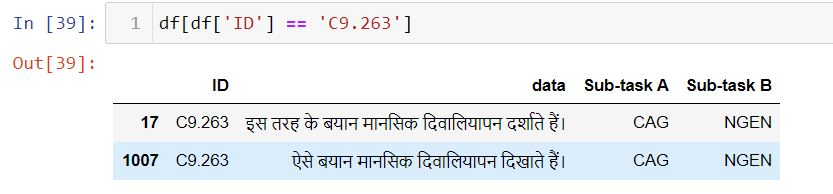 In [39]: 1 df[df['ID'] == 'C9.263']
Out[39]:
ID data Sub-task A Sub-task B
17 C9.263 इस तरह के बयान मानसिक दिवालियापन दर्शाते हैं। CAG NGEN
1007 C9.263 ऐसे बयान मानसिक दिवालियापन दिखाते हैं। CAG NGEN